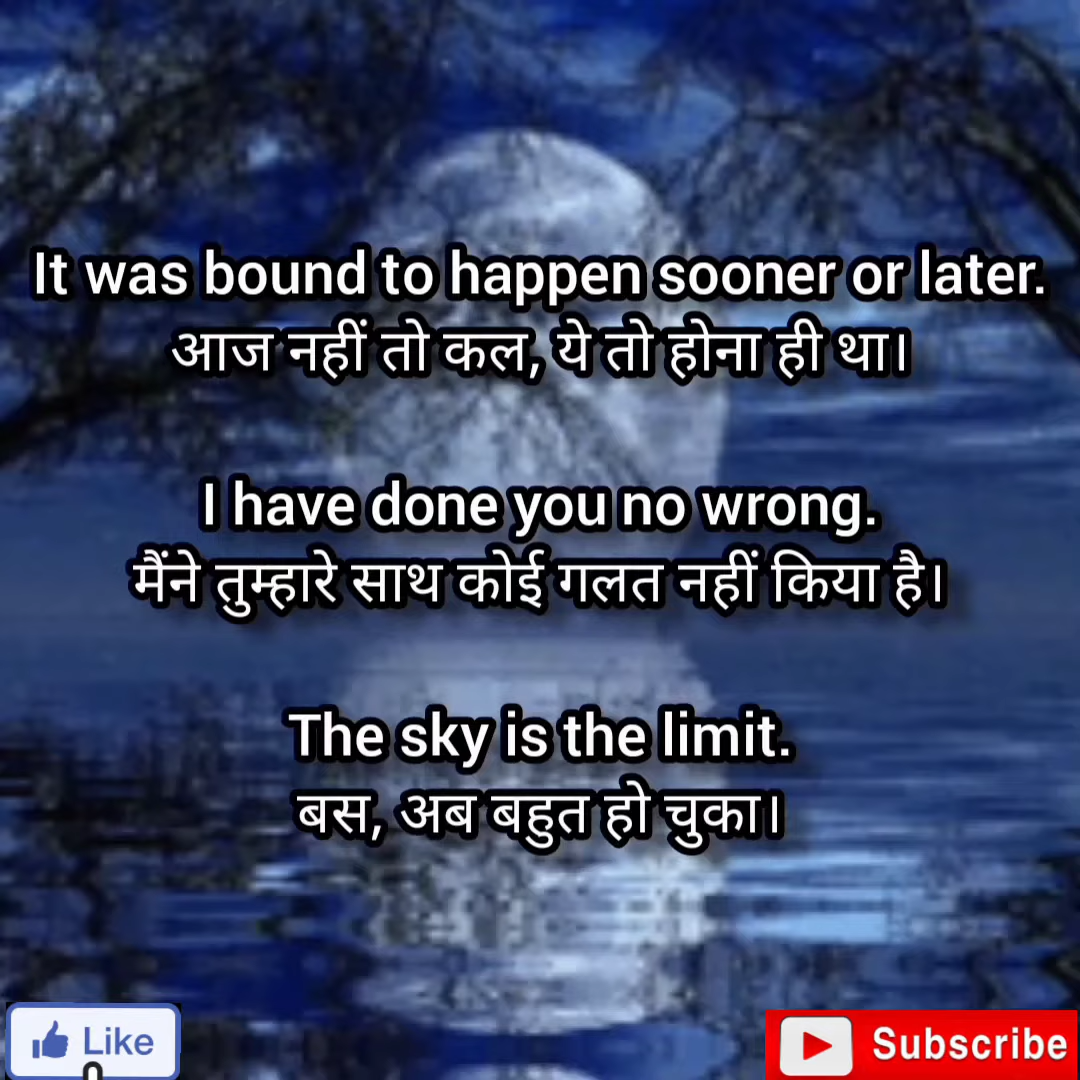 It was bound to happen sooner or later.
आज नहीं तो कल, ये तो होना ही था।
I have done you no wrong.
मैंने तुम्हारे साथ कोई गलत नहीं किया है।
The sky is the limit.
बस, अब बहुत हो चुका।
Like
Subscribe